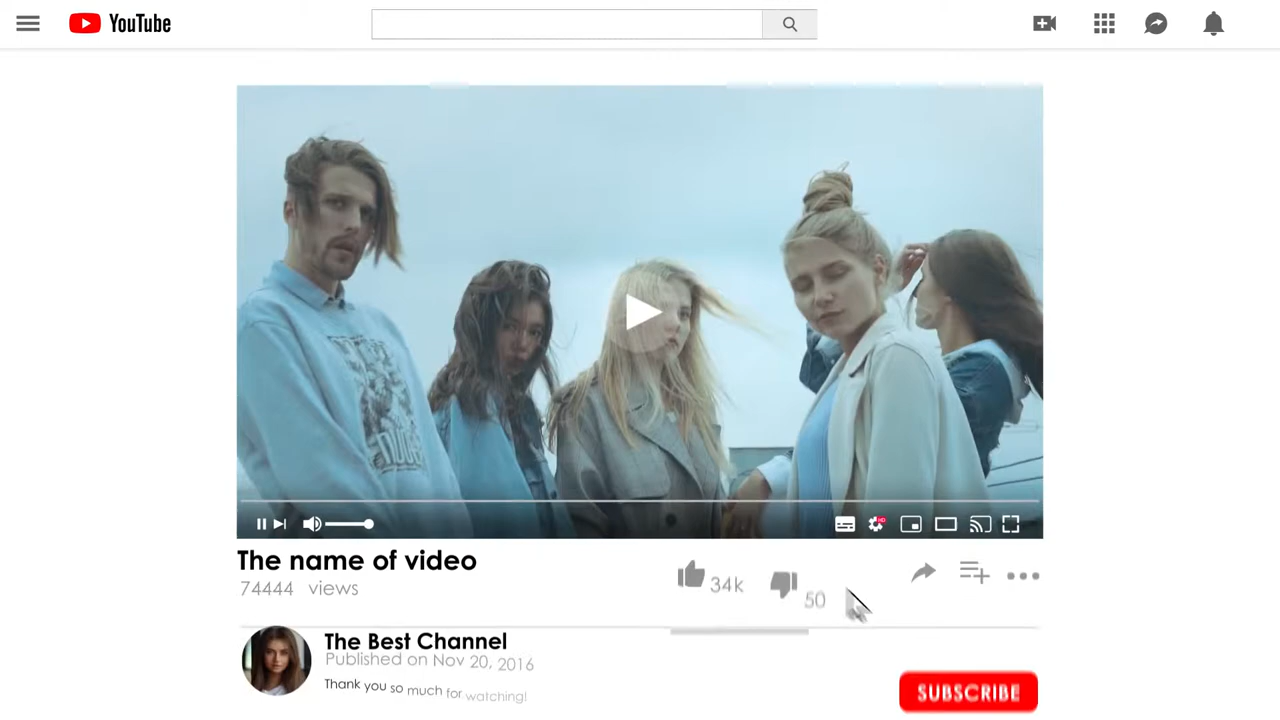 YouTube
HD
The name of video
74444 views
34k
50
The Best Channel
Published on Nov 20, 2016
Thank you so much for watching!
SUBSCRIBE